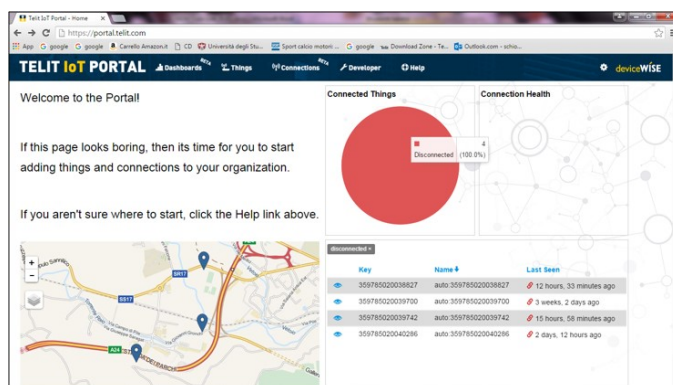 Telit IoT Portal - Home
https://portal.telit.com
App G google G google Carrello Amazon.it CD Università degli Stu... Sport calcio motori ... G google Download Zone - Te... Outlook.com - schio...
TELIT IoT PORTAL Dashboards BETA Things Connections BETA Developer Help deviceWISE
Welcome to the Portal!
If this page looks boring, then its time for you to start
adding things and connections to your organization.
If you aren't sure where to start, click the Help link above.
Connected Things
Connection Health
4
Disconnected (100.0%)
+
-
SR17
SS17
A24
disconnected ×
Key Name Last Seen
359785020038827 auto:359785020038827 12 hours, 33 minutes ago
359785020039700 auto:359785020039700 3 weeks, 2 days ago
359785020039742 auto:359785020039742 15 hours, 58 minutes ago
359785020040286 auto:359785020040286 2 days, 12 hours ago